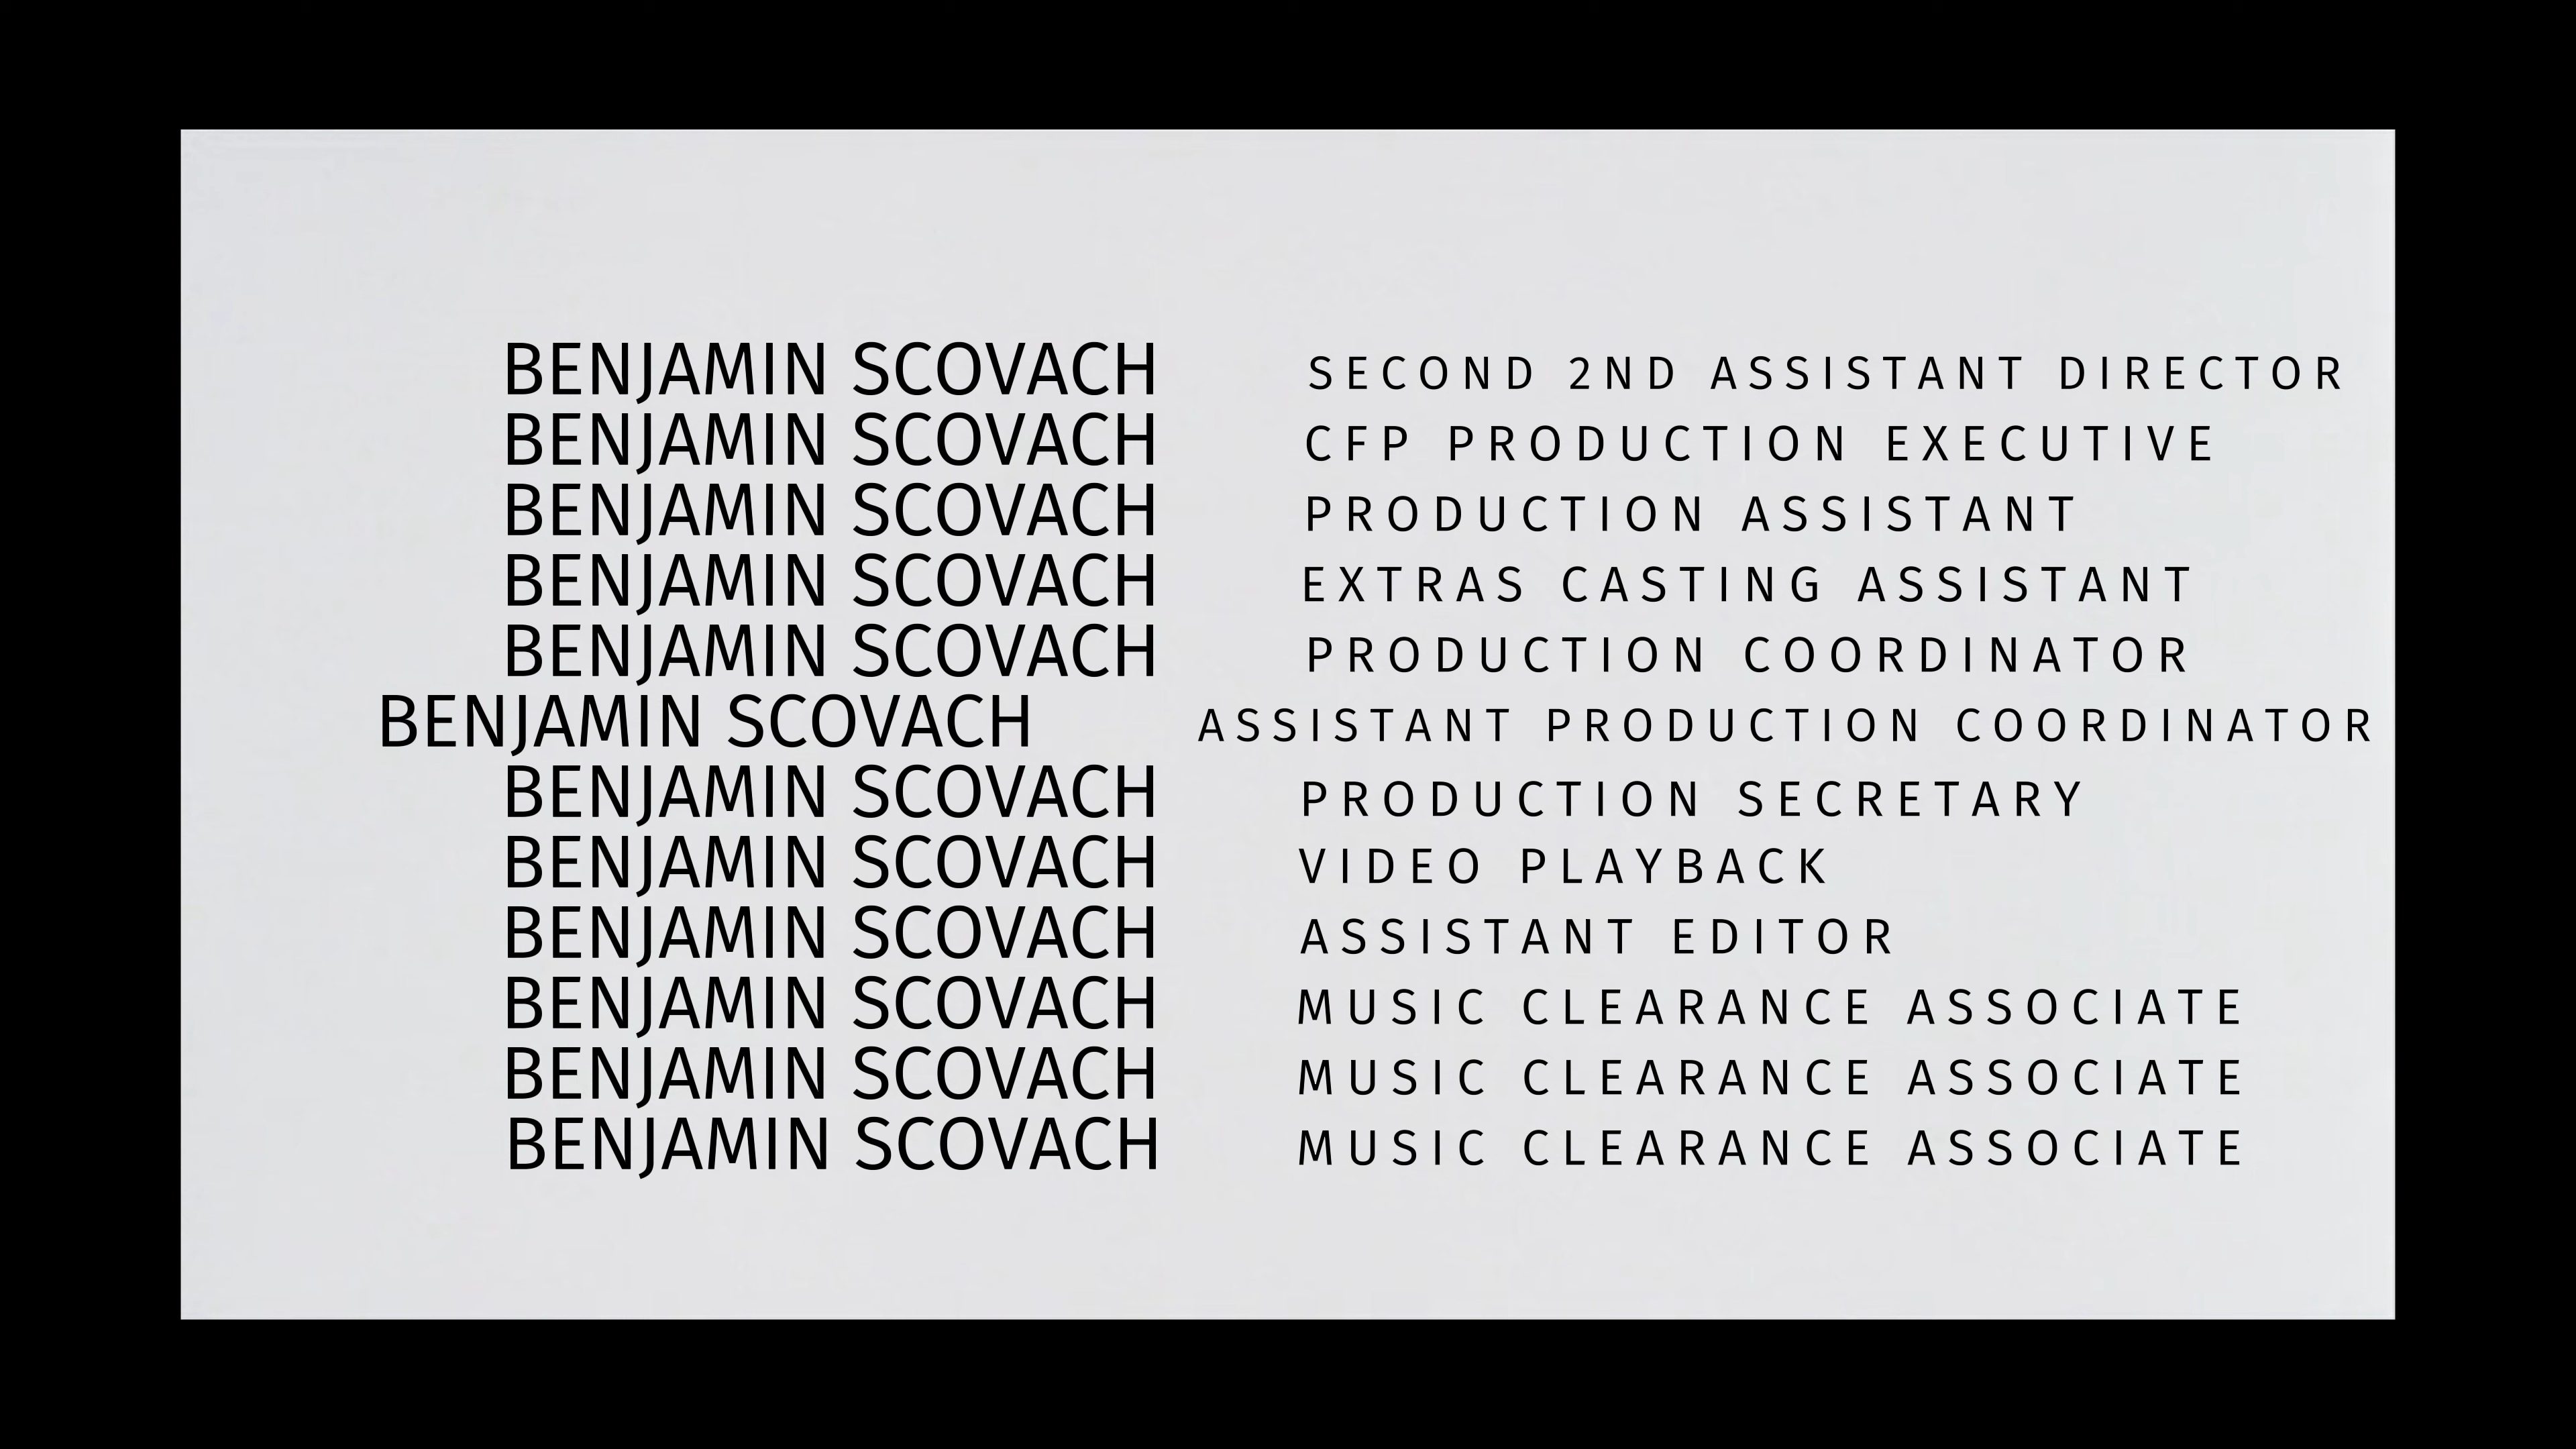 BENJAMIN SCOVACH SECOND 2ND ASSISTANT DIRECTOR
BENJAMIN SCOVACH CFP PRODUCTION EXECUTIVE
BENJAMIN SCOVACH PRODUCTION ASSISTANT
BENJAMIN SCOVACH EXTRAS CASTING ASSISTANT
BENJAMIN SCOVACH PRODUCTION COORDINATOR
BENJAMIN SCOVACH ASSISTANT PRODUCTION COORDINATOR
BENJAMIN SCOVACH PRODUCTION SECRETARY
BENJAMIN SCOVACH VIDEO PLAYBACK
BENJAMIN SCOVACH ASSISTANT EDITOR
BENJAMIN SCOVACH MUSIC CLEARANCE ASSOCIATE
BENJAMIN SCOVACH MUSIC CLEARANCE ASSOCIATE
BENJAMIN SCOVACH MUSIC CLEARANCE ASSOCIATE